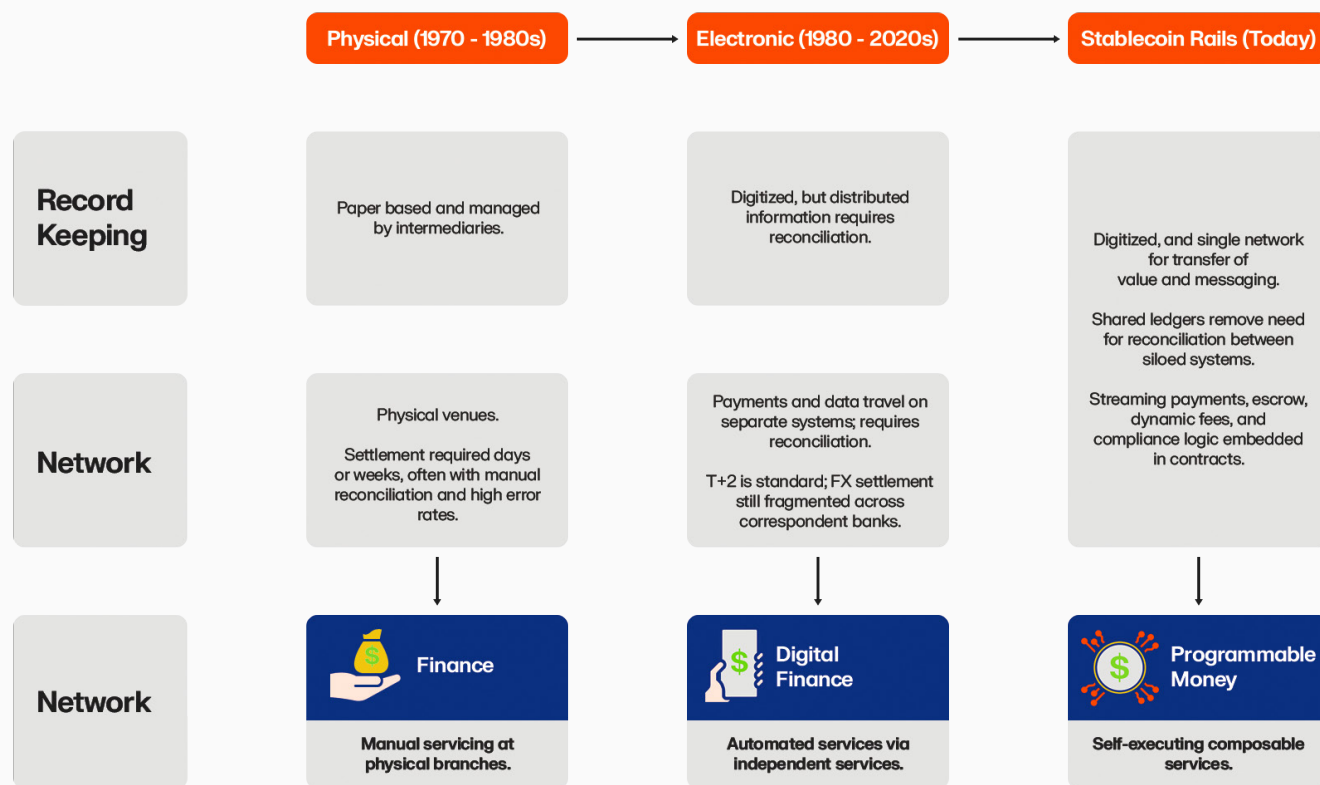 Physical (1970 - 1980s)
Electronic (1980 - 2020s)
Stablecoin Rails (Today)
Record
Keeping
Paper based and managed
by intermediaries.
Digitized, but distributed
information requires
reconciliation.
Digitized, and single network
for transfer of
value and messaging.
Shared ledgers remove need
for reconciliation between
siloed systems.
Streaming payments, escrow,
dynamic fees, and
compliance logic embedded
in contracts.
Network
Physical venues.
Settlement required days
or weeks, often with manual
reconciliation and high error
rates.
Payments and data travel on
separate systems; requires
reconciliation.
T+2 is standard; FX settlement
still fragmented across
correspondent banks.
Network
$
Finance
Manual servicing at
physical branches.
$
Digital
Finance
Automated services via
independent services.
$
Programmable
Money
Self-executing composable
services.